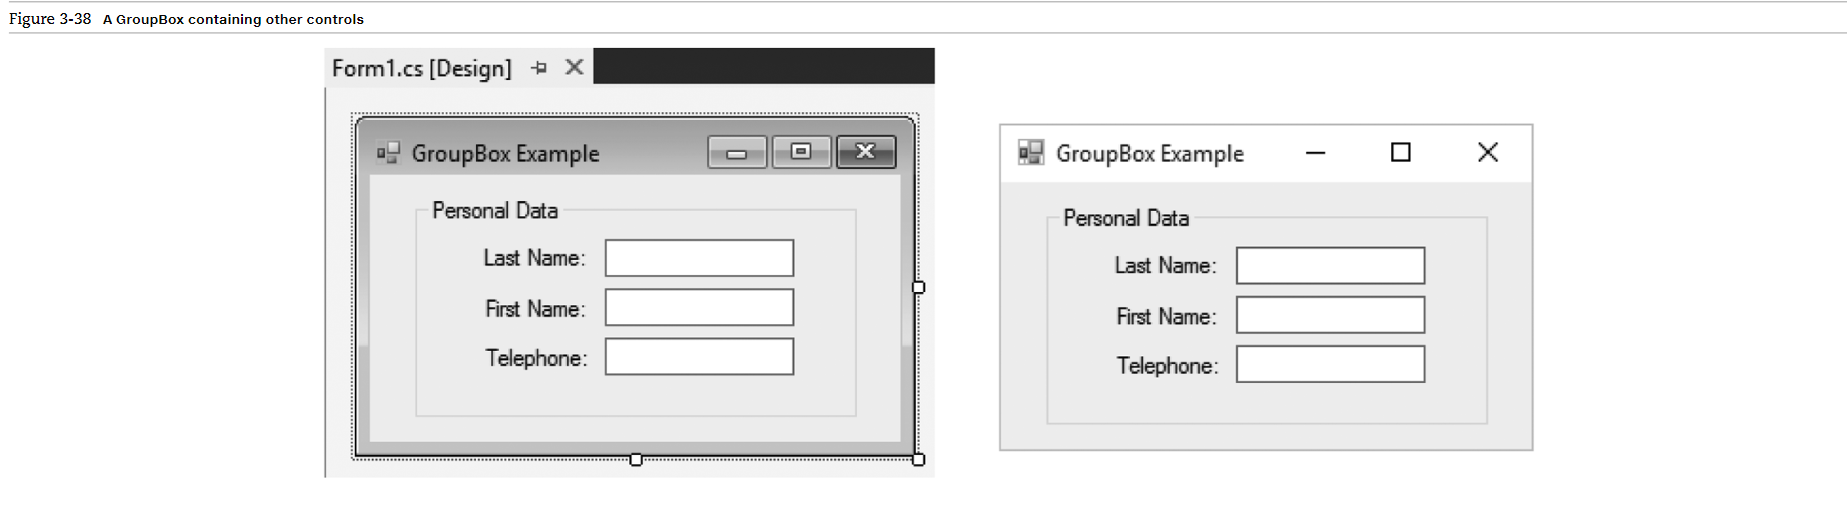 Figure 3-38 A GroupBox containing other controls
Form1.cs [Design]
GroupBox Example
Personal Data
Last Name:
First Name:
Telephone:
GroupBox Example
Personal Data
Last Name:
First Name:
Telephone: